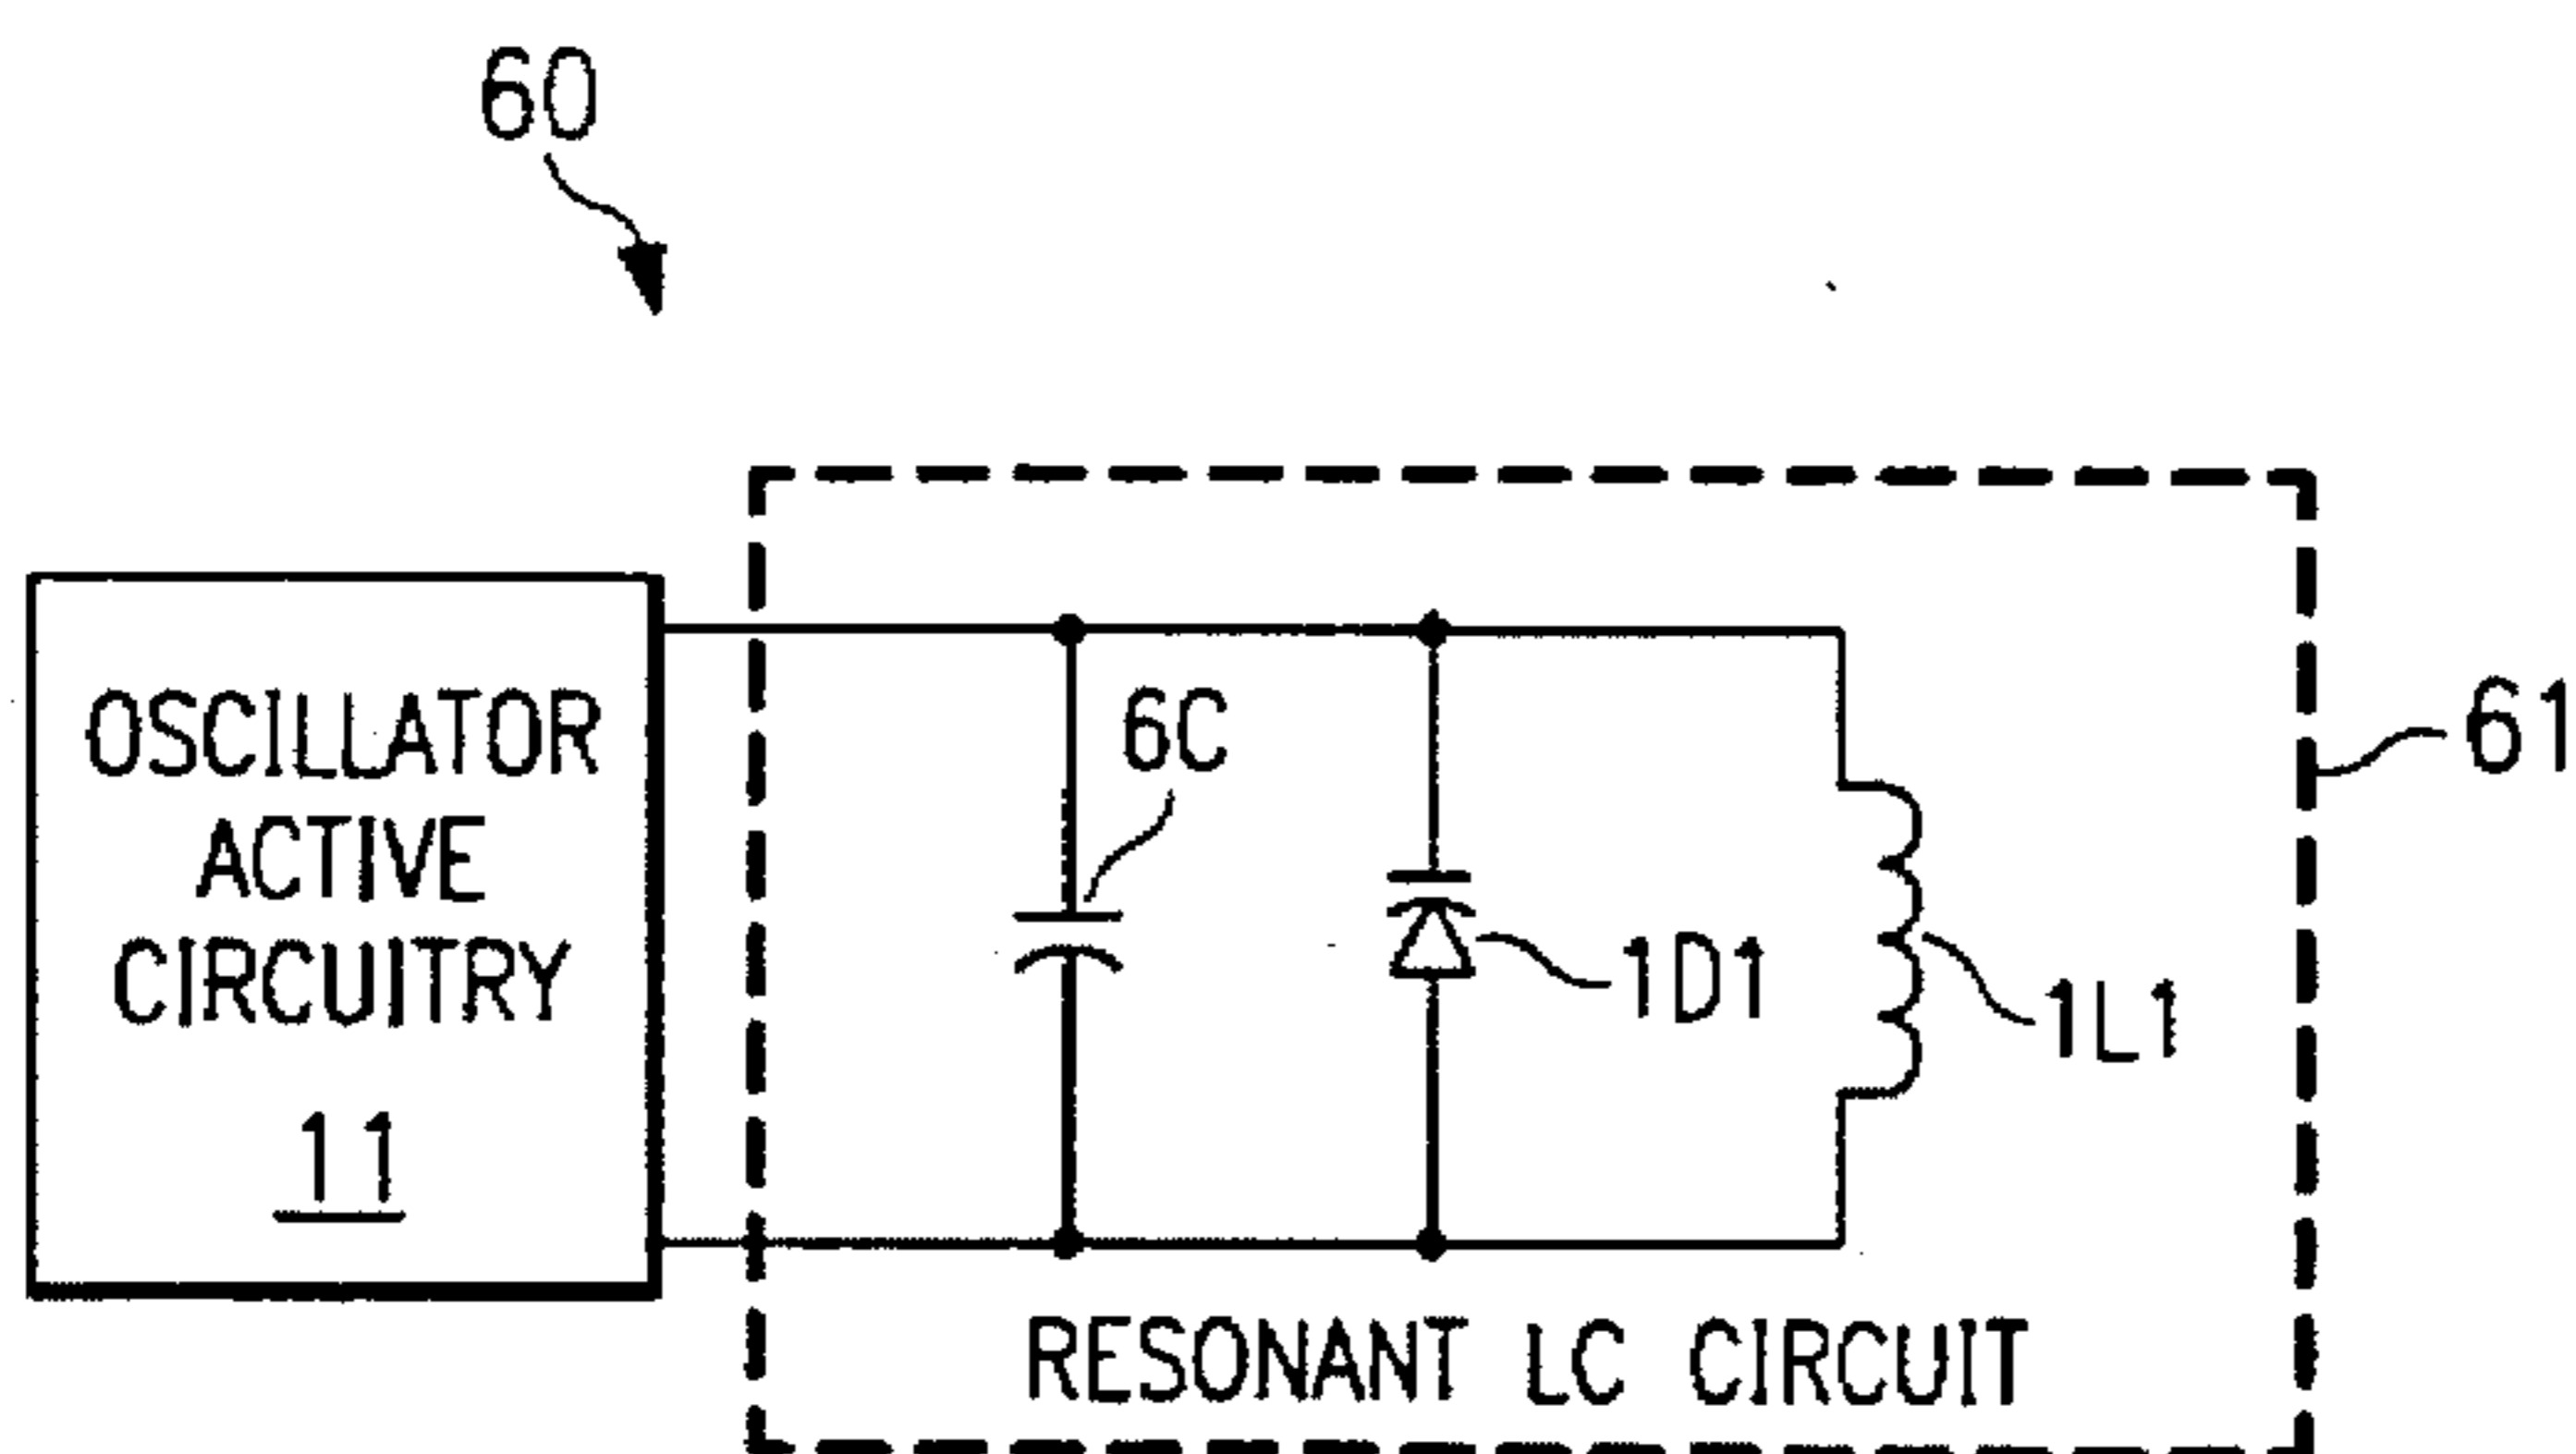 60
OSCILLATOR
ACTIVE
CIRCUITRY
11
6C
1D1
1L1
61
RESONANT LC CIRCUIT